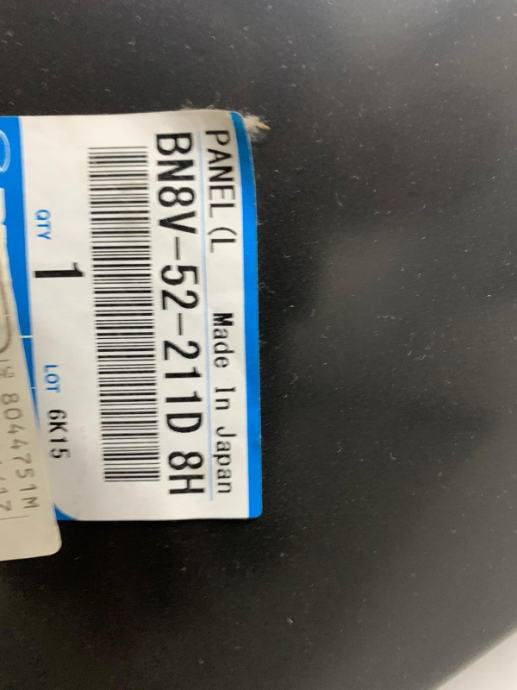 PANEL (L Made In Japan
BN8V-52-211D 8H
QTY 1 LOT 6K15
8044751M